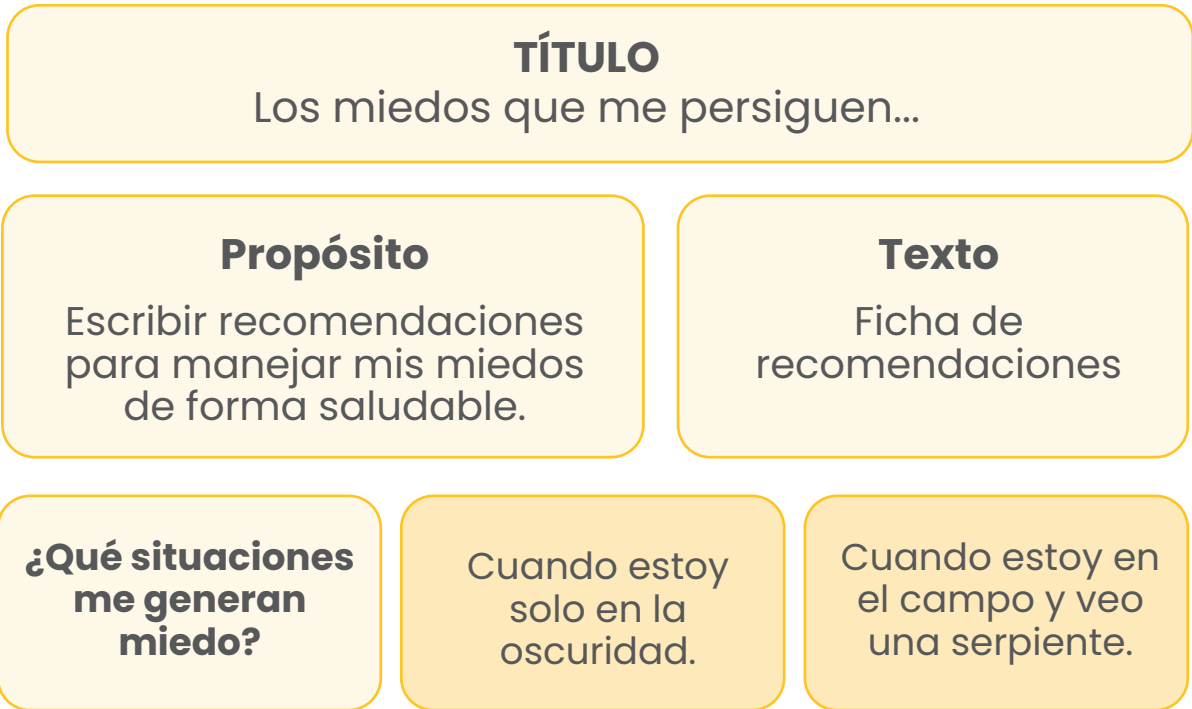 TÍTULO
Los miedos que me persiguen...
Propósito
Escribir recomendaciones
para manejar mis miedos
de forma saludable.
Texto
Ficha de
recomendaciones
¿Qué situaciones
me generan
miedo?
Cuando estoy
solo en la
oscuridad.
Cuando estoy en
el campo y veo
una serpiente.